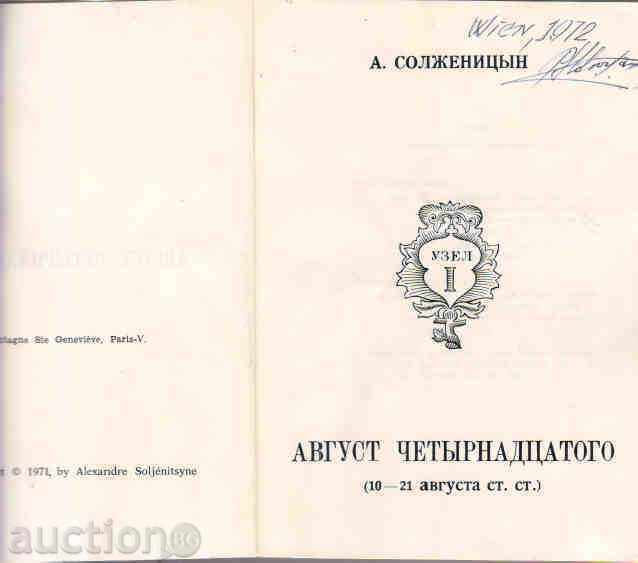 ntagne Ste Geneviève, Paris-V.
t © 1971, by Alexandre Soljénitsyne
Wien, 1972
А. СОЛЖЕНИЦЫН
УЗЕЛ
I
АВГУСТ ЧЕТЫРНАДЦАТОГО
(10—21 августа ст. ст.)
auction BG